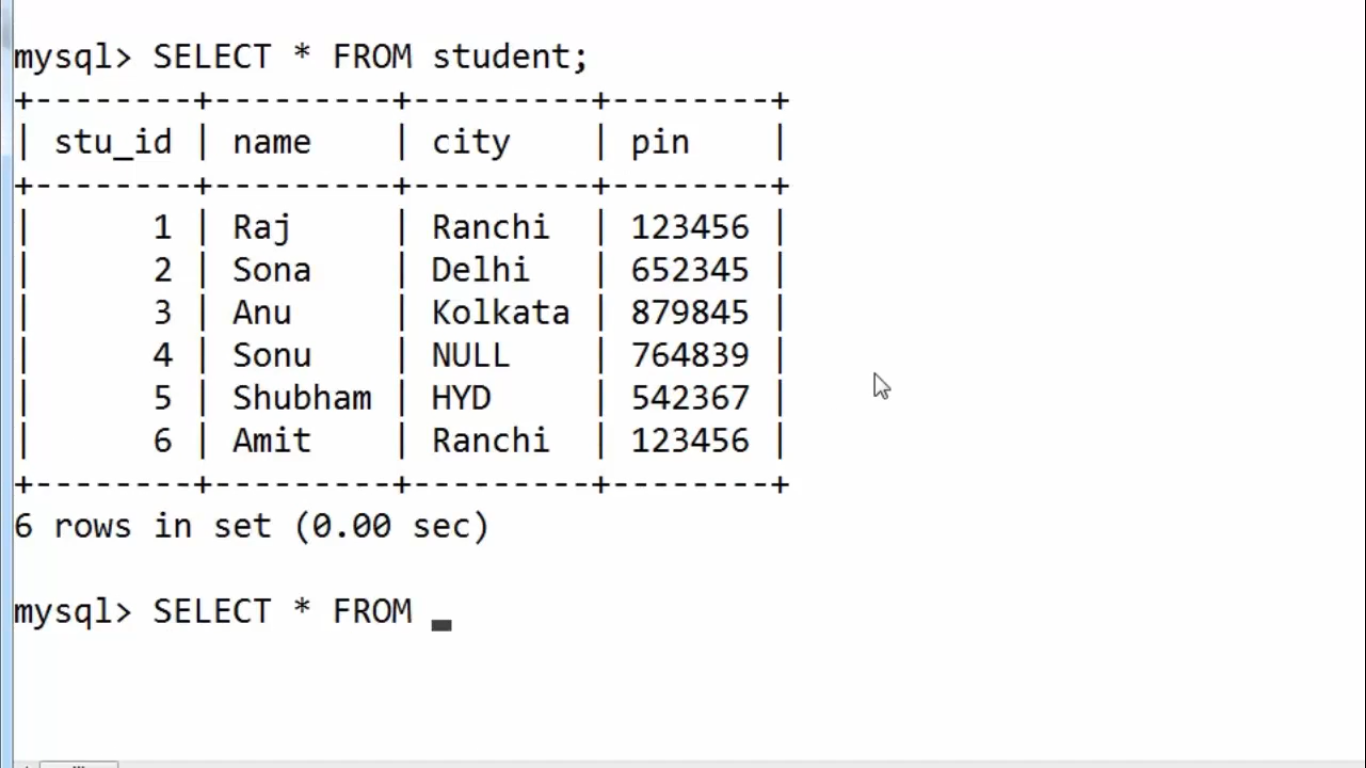 mysql> SELECT * FROM student;
+--------+---------+---------+--------+
| stu_id | name    | city    | pin    |
+--------+---------+---------+--------+
|      1 | Raj     | Ranchi  | 123456 |
|      2 | Sona    | Delhi   | 652345 |
|      3 | Anu     | Kolkata | 879845 |
|      4 | Sonu    | NULL    | 764839 |
|      5 | Shubham | HYD     | 542367 |
|      6 | Amit    | Ranchi  | 123456 |
+--------+---------+---------+--------+
6 rows in set (0.00 sec)
mysql> SELECT * FROM